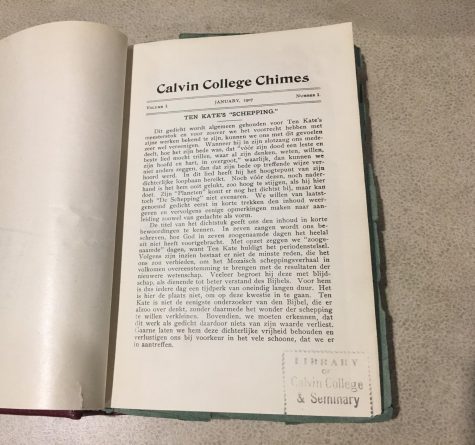 Calvin College Chimes
VOLUME I JANUARY, 1907 NUMBER 1
TEN KATE'S "SCHEPPING."
Dit gedicht wordt algemeen gehouden voor Ten Kate's
meesterstuk en voor zoover we het voorrecht hebben met
zijne werken bekend te zijn, kunnen we ons met dit gevoelen
zeer wel vereenigen. Wanneer hij in zijn slotzang ons mede-
deelt, hoe het zijn bede was, dat "vóór zijn dood een leste en
beste lied mocht trillen, waar al zijn denken, weten, willen,
zijn hoofd en hart, in overgoot," waarlijk, dan kunnen we
niet anders zeggen, dan dat zijn bede op treffende wijze ver-
hoord werd. In dit lied heeft hij het hoogtepunt van zijn
dichterlijke loopbaan bereikt. Noch vóór dezen, noch nader-
hand is het hem ooit gelukt, zoo hoog te stijgen, als hij hier
doet. Zijn "Planeten" komt er nog het dichtst bij, maar kan
toch "De Schepping" niet evenaren. We willen van laatst-
genoemd gedicht eerst in korte trekken den inhoud weer-
geven en vervolgens eenige opmerkingen maken naar aan-
leiding zoowel van gedachte als vorm.
De titel van het dichtstuk geeft ons den inhoud in korte
bewoordingen te kennen. In zeven zangen wordt ons be-
schreven, hoe God in zeven zoogenaamde dagen het heelal
uit niet heeft voortgebracht. Met opzet zeggen we "zooge-
naamde" dagen, want Ten Kate huldigt het periodenstelsel.
Volgens zijn inzien bestaat er niet de minste reden, die het
ons zou verbieden, om het Mozaïsch scheppingsverhaal in
volkomen overeenstemming te brengen met de resultaten der
nieuwere wetenschap. Veeleer begroet hij deze met blijd-
schap, als dienende tot beter verstand des Bijbels. Voor hem
is dus iedere dag een tijdperk van oneindig langen duur. Het
is hier de plaats niet, om op deze kwestie in te gaan. Ten
Kate is niet de eenigste onderzoeker van den Bijbel, die er
alzoo over denkt, zonder daarmede het wonder der schepping
te willen verkleinen. Bovendien, we moeten erkennen, dat
dit werk als gedicht daardoor niets van zijn waarde verliest.
Gaarne laten we hem deze dichterlijke vrijheid behouden en
verlustigen ons bij voorkeur in het vele schoone, dat we er
in aantreffen.
LIBRARY
OF
Calvin College
& Seminary